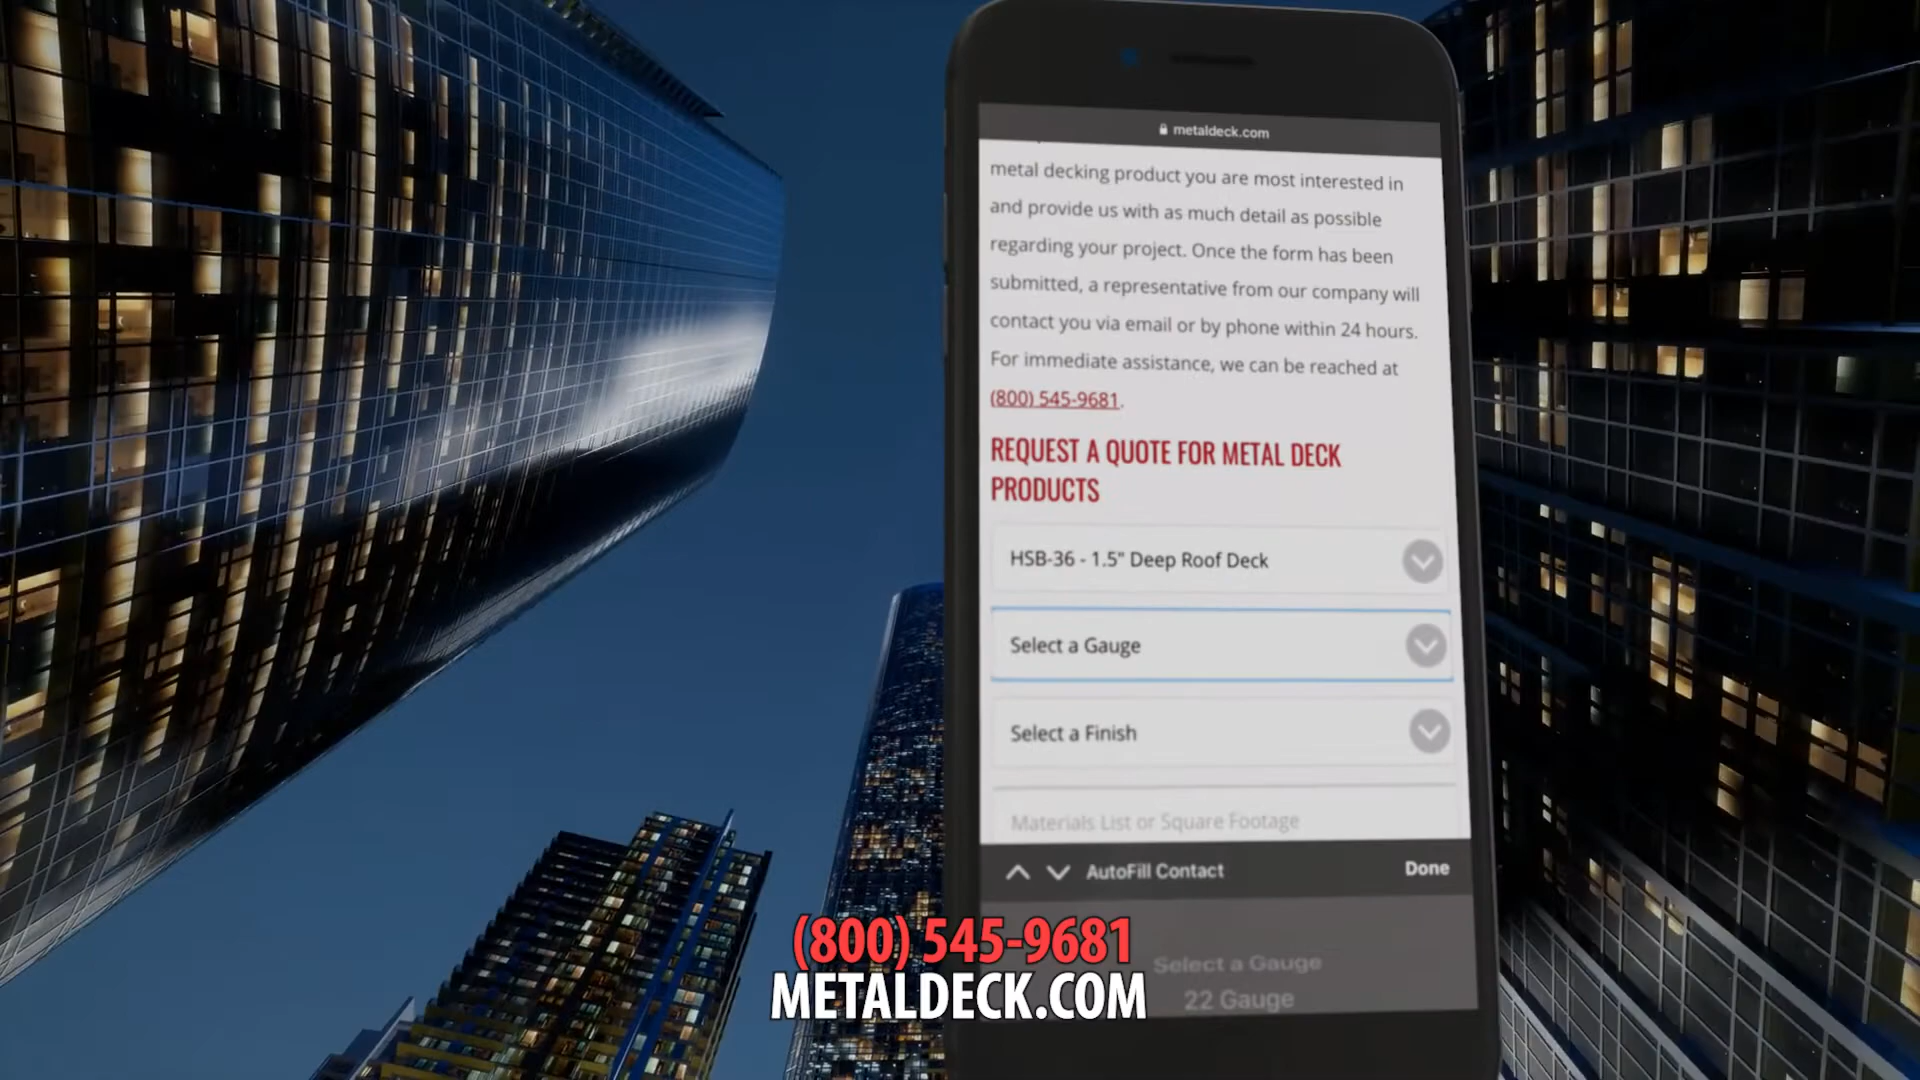 metaldeck.com
metal decking product you are most interested in
and provide us with as much detail as possible
regarding your project. Once the form has been
submitted, a representative from our company will
contact you via email or by phone within 24 hours.
For immediate assistance, we can be reached at
(800) 545-9681.
REQUEST A QUOTE FOR METAL DECK
PRODUCTS
HSB-36 - 1.5" Deep Roof Deck
Select a Gauge
Select a Finish
Materials List or Square Footage
AutoFill Contact
Done
Select a Gauge
22 Gauge
(800) 545-9681
METALDECK.COM